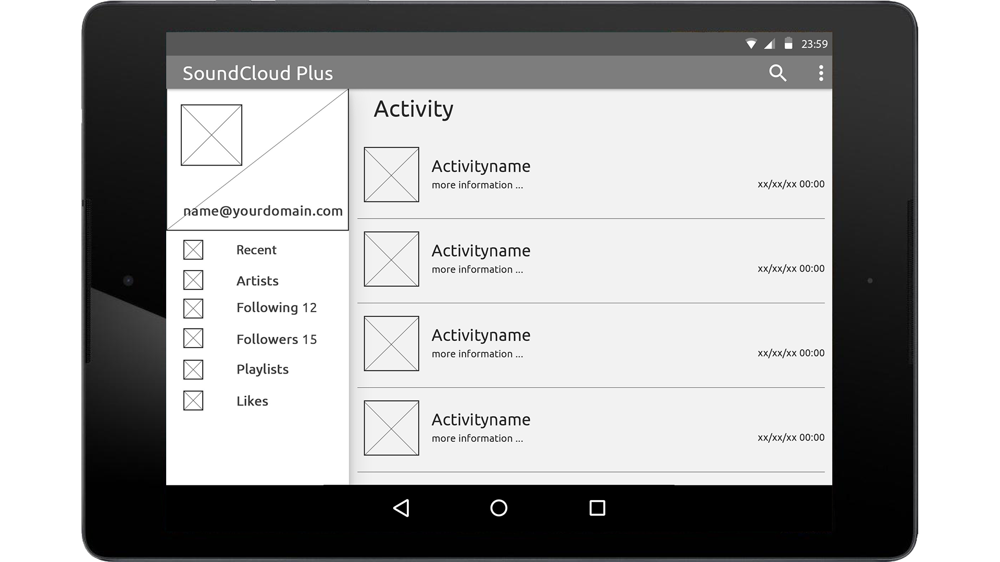 23:59
SoundCloud Plus
name@yourdomain.com
Recent
Artists
Following 12
Followers 15
Playlists
Likes
Activity
Activityname
more information ...
xx/xx/xx 00:00
Activityname
more information ...
xx/xx/xx 00:00
Activityname
more information ...
xx/xx/xx 00:00
Activityname
more information ...
xx/xx/xx 00:00